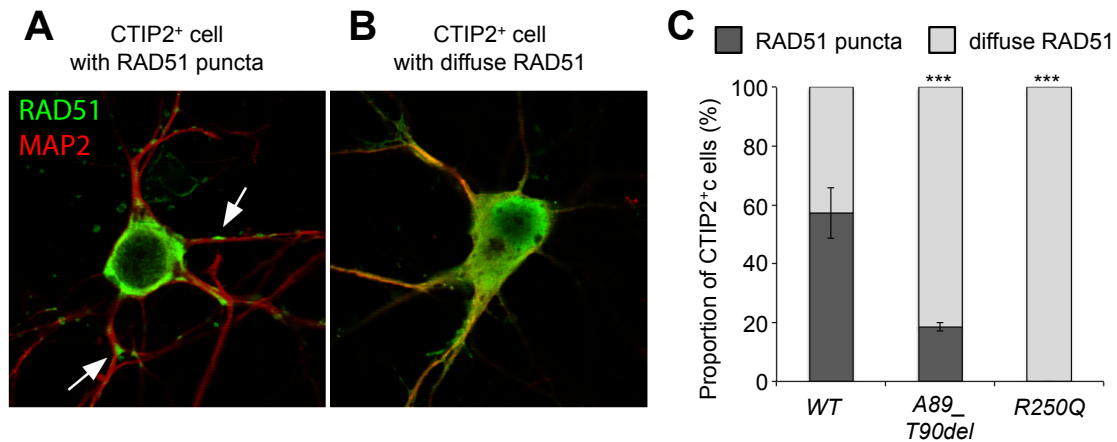 A
CTIP2⁺ cell
with RAD51 puncta
RAD51
MAP2
B
CTIP2⁺ cell
with diffuse RAD51
C
RAD51 puncta
diffuse RAD51
Proportion of CTIP2⁺c ells (%)
100
80
60
40
20
0
***
***
WT
A89_
T90del
R250Q